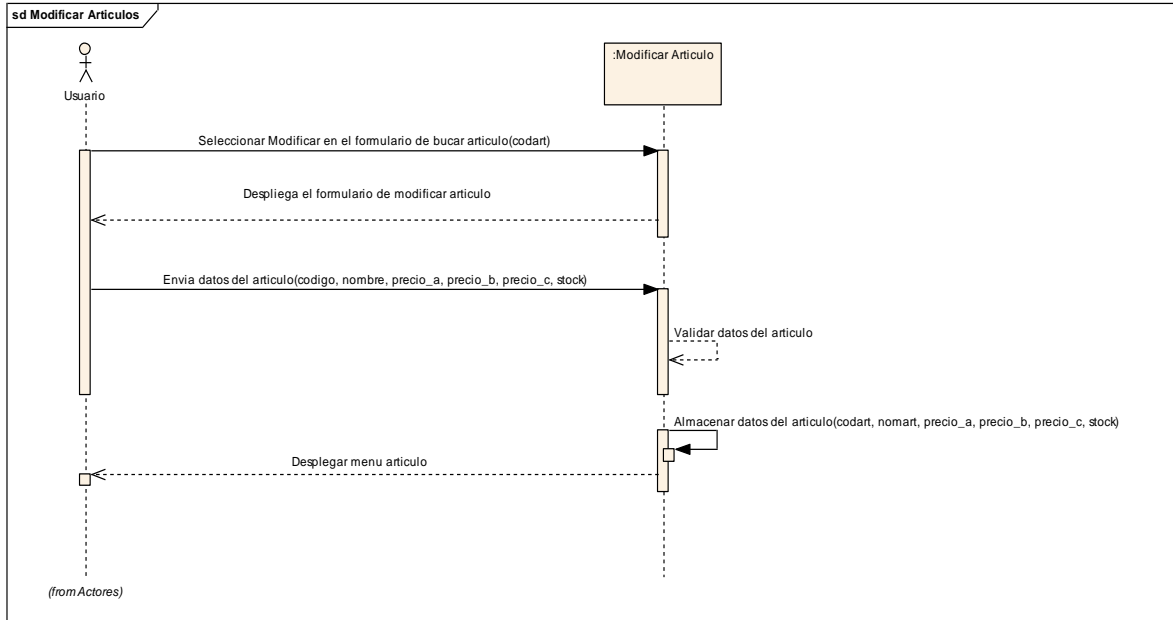 sd Modificar Articulos
Usuario
:Modificar Articulo
Seleccionar Modificar en el formulario de bucar articulo(codart)
Despliega el formulario de modificar articulo
Envia datos del articulo(codigo, nombre, precio_a, precio_b, precio_c, stock)
Validar datos del articulo
Almacenar datos del articulo(codart, nomart, precio_a, precio_b, precio_c, stock)
Desplegar menu articulo
(from Actores)